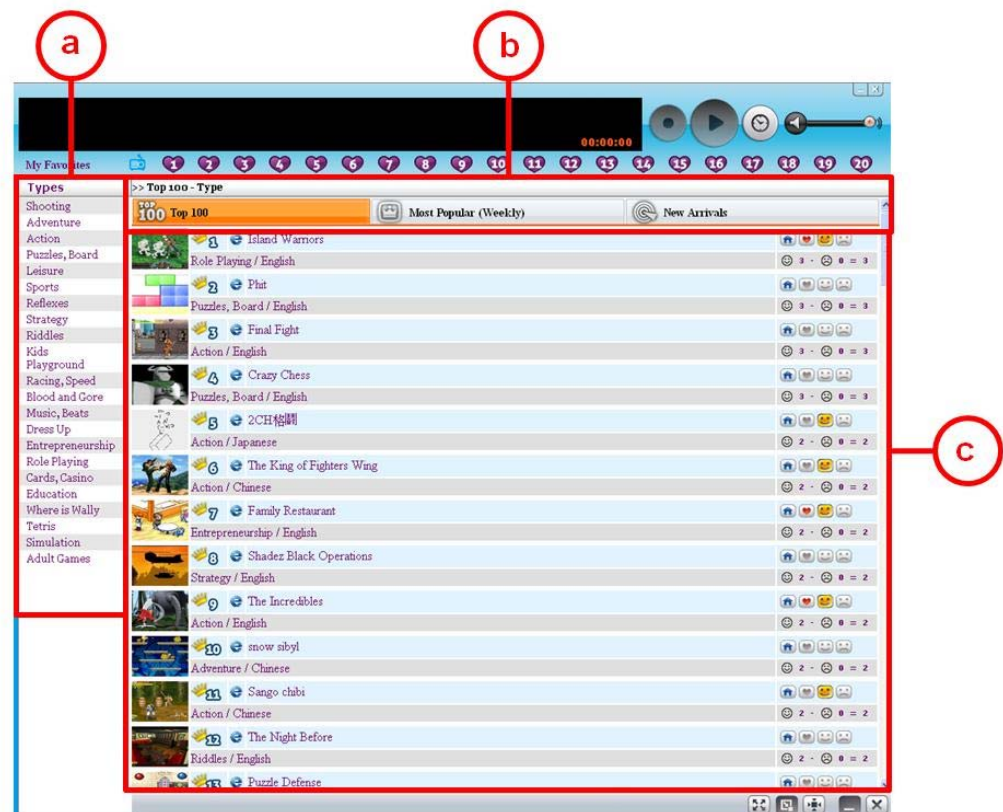 a
b
00:00:00
My Favorites 1 2 3 4 5 6 7 8 9 10 11 12 13 14 15 16 17 18 19 20
Types
Shooting
Adventure
Action
Puzzles, Board
Leisure
Sports
Reflexes
Strategy
Riddles
Kids
Playground
Racing, Speed
Blood and Gore
Music, Beats
Dress Up
Entrepreneurship
Role Playing
Cards, Casino
Education
Where is Wally
Tetris
Simulation
Adult Games
>> Top 100 - Type
TOP 100 Top 100 Most Popular (Weekly) New Arrivals
1 Island Warriors
Role Playing / English 3 - 0 = 3
2 Phit
Puzzles, Board / English 3 - 0 = 3
3 Final Fight
Action / English 3 - 0 = 3
4 Crazy Chess
Puzzles, Board / English 3 - 0 = 3
5 2CH格鬪
Action / Japanese 2 - 0 = 2
6 The King of Fighters Wing
Action / Chinese 2 - 0 = 2
7 Family Restaurant
Entrepreneurship / English 2 - 0 = 2
8 Shadez Black Operations
Strategy / English 2 - 0 = 2
9 The Incredibles
Action / English 2 - 0 = 2
10 snow sibyl
Adventure / Chinese 2 - 0 = 2
11 Sango chibi
Action / Chinese 2 - 0 = 2
12 The Night Before
Riddles / English 2 - 0 = 2
13 Puzzle Defense
c